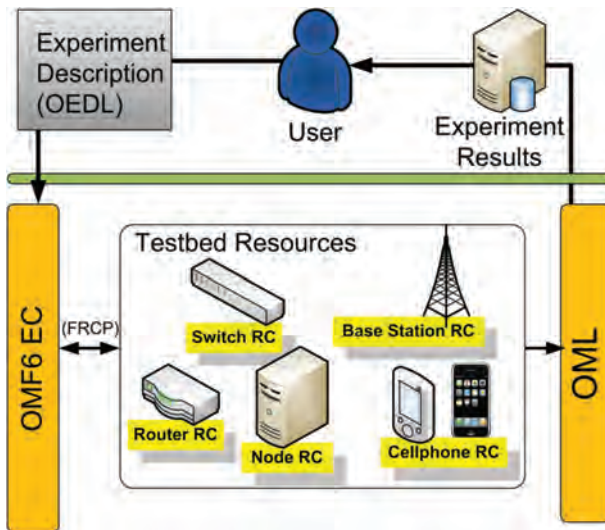 Experiment
Description
(OEDL)
User
Experiment
Results
OMF6 EC
(FRCP)
Testbed Resources
Switch RC
Base Station RC
Router RC
Node RC
Cellphone RC
OML